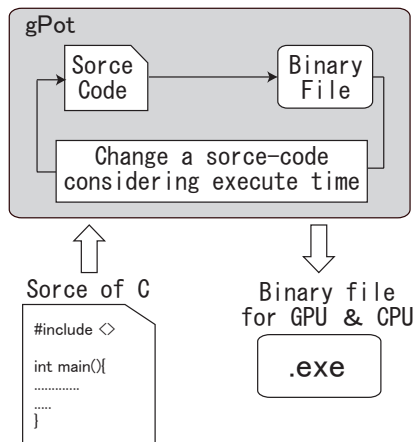 gPot
Sorce
Code
Binary
File
Change a sorce-code
considering execute time
Sorce of C
#include <>
int main(){
.............
.....
}
Binary file
for GPU & CPU
.exe